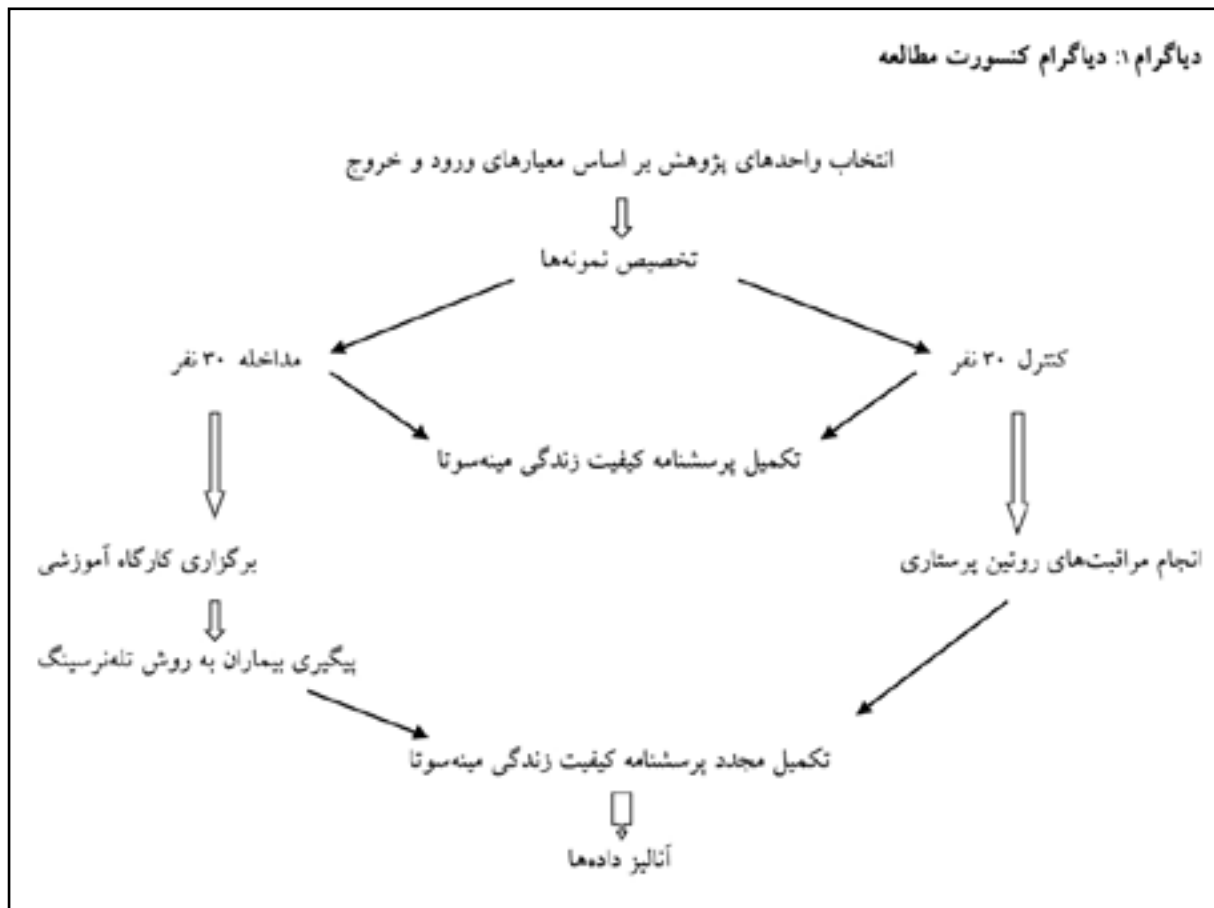 دیاگرام ۱: دیاگرام کنسورت مطالعه
انتخاب واحدهای پژوهش بر اساس معیارهای ورود و خروج
تخصیص نمونه‌ها
کنترل ۳۰ نفر
مداخله ۳۰ نفر
تکمیل پرسشنامه کیفیت زندگی مینه‌سوتا
انجام مراقبت‌های روتین پرستاری
برگزاری کارگاه آموزشی
پیگیری بیماران به روش تله‌نرسینگ
تکمیل مجدد پرسشنامه کیفیت زندگی مینه‌سوتا
آنالیز داده‌ها